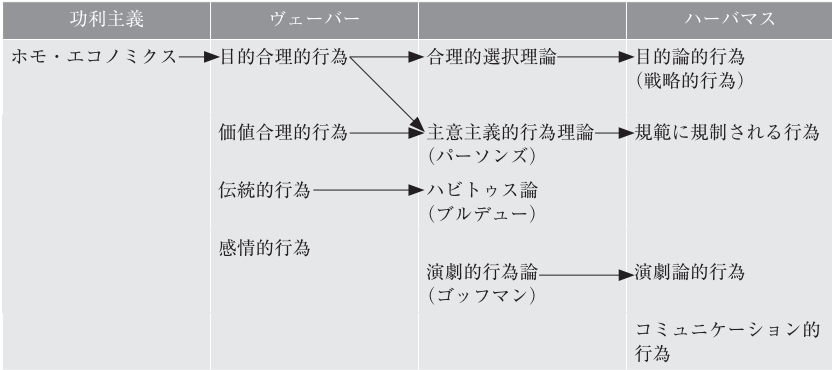 功利主義 ヴェーバー ハーバマス
ホモ・エコノミクス 目的合理的行為 合理的選択理論 目的論的行為
(戦略的行為)
価値合理的行為 主意主義的行為理論 規範に規制される行為
(パーソンズ)
伝統的行為 ハビトゥス論
(ブルデュー)
感情的行為
演劇的行為論 演劇論的行為
(ゴッフマン)
コミュニケーション的
行為